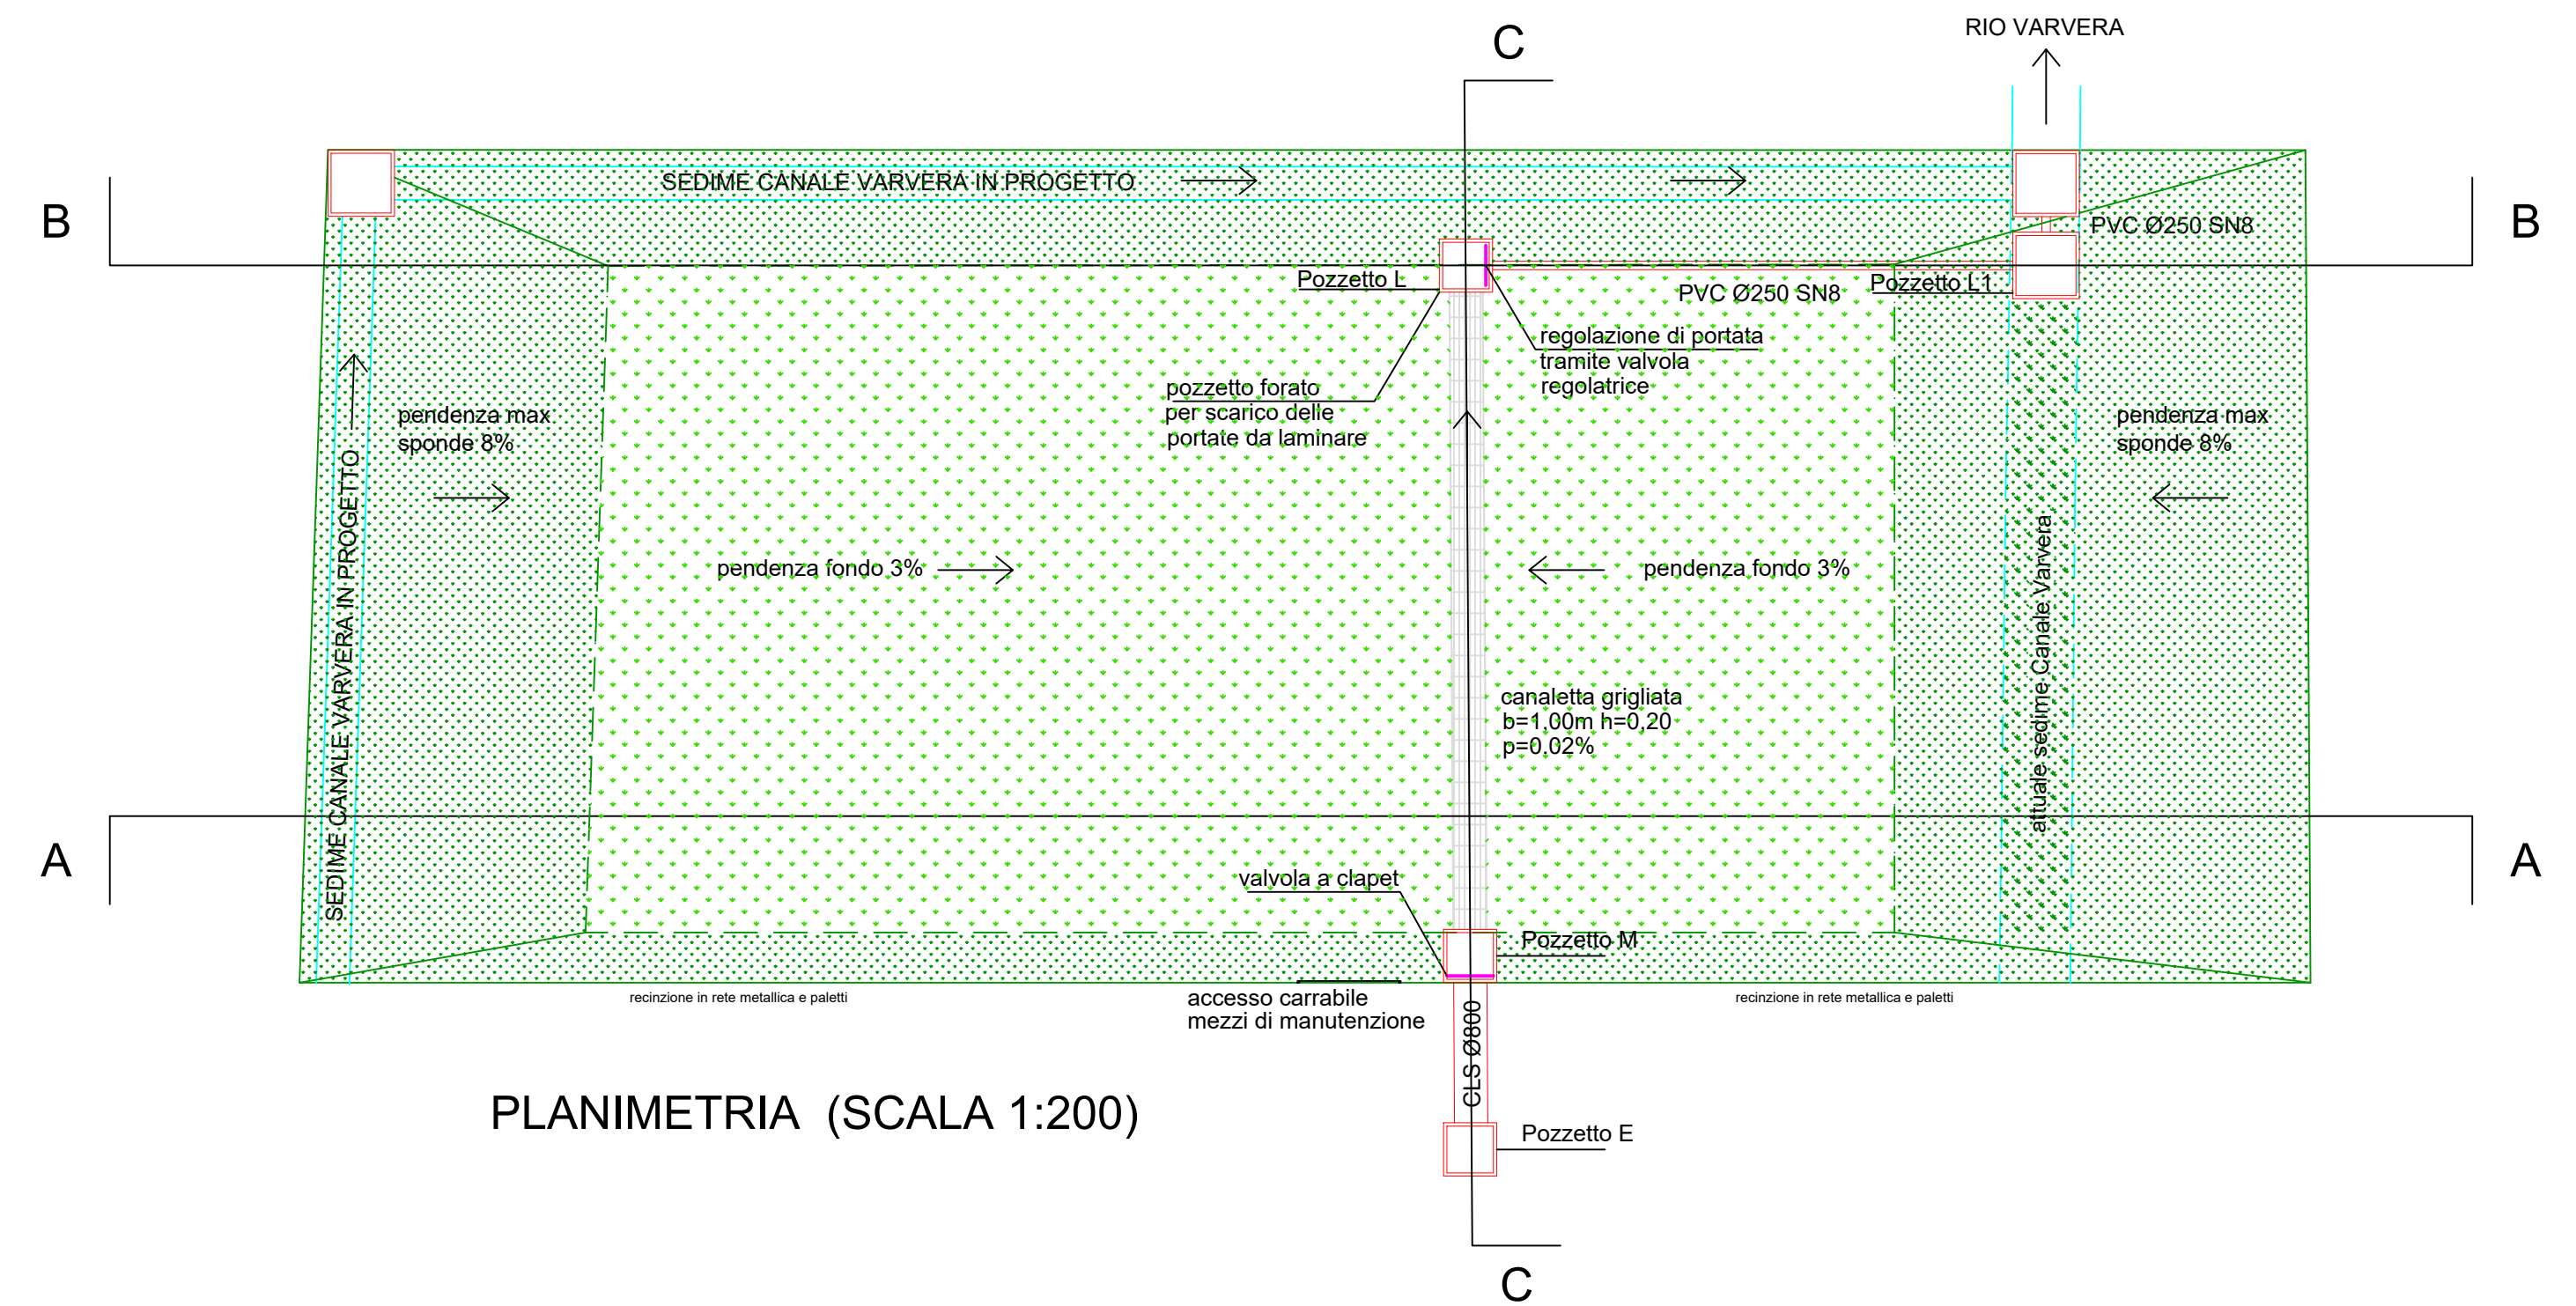 C
RIO VARVERA
SEDIME CANALE VARVERA IN PROGETTO
B
B
PVC Ø250 SN8
Pozzetto L
PVC Ø250 SN8
Pozzetto L1
regolazione di portata
tramite valvola
regolatrice
pozzetto forato
per scarico delle
portate da laminare
pendenza max
sponde 8%
pendenza max
sponde 8%
SEDIME CANALE VARVERA IN PROGETTO
pendenza fondo 3%
pendenza fondo 3%
attuale sedime Canale Varvera
canaletta grigliata
b=1.00m h=0,20
p=0.02%
A
A
valvola a clapet
Pozzetto M
recinzione in rete metallica e paletti
accesso carrabile
mezzi di manutenzione
recinzione in rete metallica e paletti
CLS Ø800
PLANIMETRIA (SCALA 1:200)
Pozzetto E
C